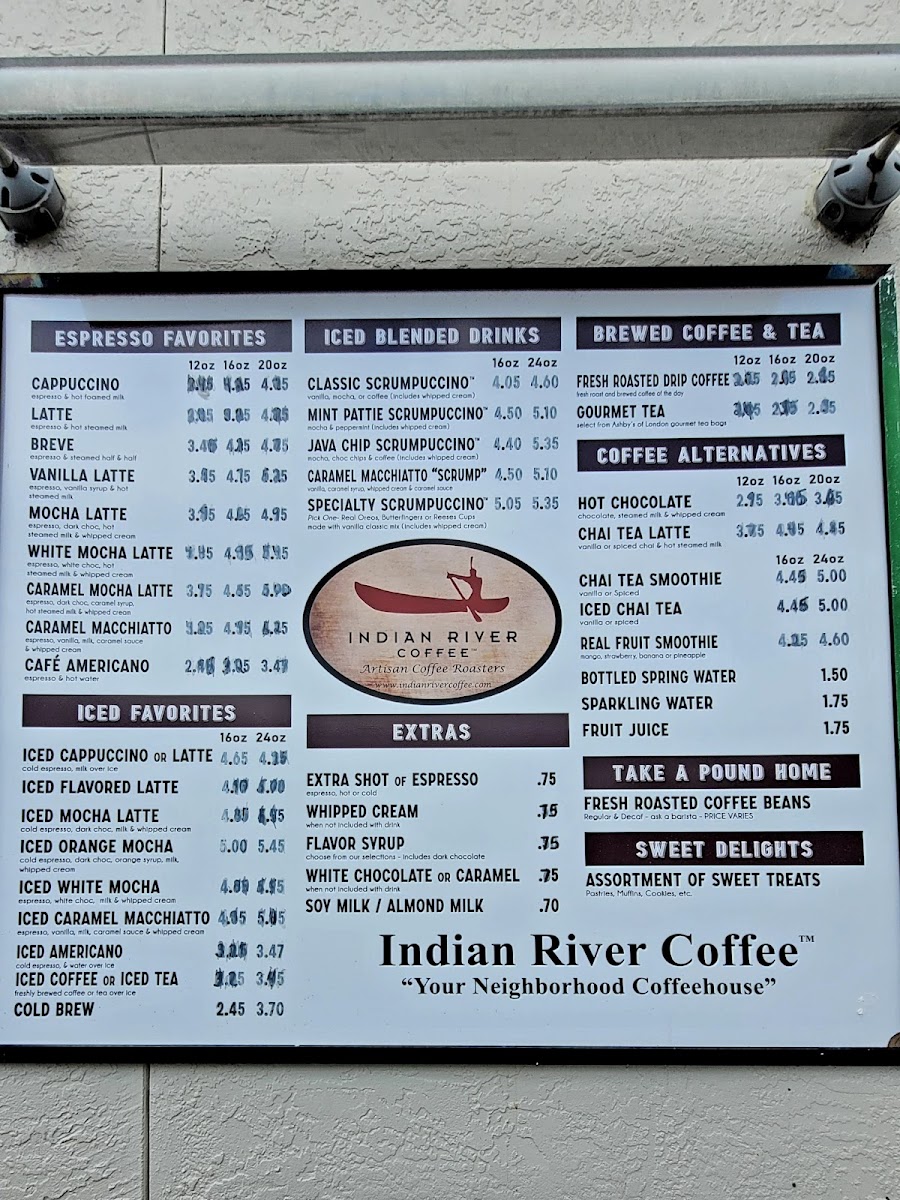 ESPRESSO FAVORITES
12oz 16oz 20oz
CAPPUCCINO
espresso & hot foamed milk
LATTE
espresso & hot steamed milk
BREVE
espresso & steamed half & half
VANILLA LATTE 4.75
espresso, vanilla syrup & hot
steamed milk
MOCHA LATTE 4.95
espresso, dark choc, hot
steamed milk & whipped cream
WHITE MOCHA LATTE
espresso, white choc, hot
steamed milk & whipped cream
CARAMEL MOCHA LATTE 3.75
espresso, dark choc, caramel syrup,
hot steamed milk & whipped cream
CARAMEL MACCHIATTO 4.95
espresso, vanilla, milk, caramel sauce
& whipped cream
CAFÉ AMERICANO 3.47
espresso & hot water
ICED FAVORITES
16oz 24oz
ICED CAPPUCCINO OR LATTE 4.65
cold espresso, milk over ice
ICED FLAVORED LATTE
ICED MOCHA LATTE
cold espresso, dark choc, milk & whipped cream
ICED ORANGE MOCHA 5.00 5.45
cold espresso, dark choc, orange syrup, milk,
whipped cream
ICED WHITE MOCHA
espresso, white choc, milk & whipped cream
ICED CARAMEL MACCHIATTO
espresso, vanilla, milk, caramel sauce & whipped cream
ICED AMERICANO 3.47
cold espresso, & water over ice
ICED COFFEE OR ICED TEA
freshly brewed coffee or tea over ice
COLD BREW 2.45 3.70
ICED BLENDED DRINKS
16oz 24oz
CLASSIC SCRUMPUCCINO™ 4.05 4.60
vanilla, mocha, or coffee (includes whipped cream)
MINT PATTIE SCRUMPUCCINO™ 4.50 5.10
mocha & peppermint (includes whipped cream)
JAVA CHIP SCRUMPUCCINO™ 4.40 5.35
mocha, choc chips & coffee (includes whipped cream)
CARAMEL MACCHIATTO “SCRUMP” 4.50 5.10
vanilla, caramel syrup, whipped cream & caramel sauce
SPECIALTY SCRUMPUCCINO™ 5.05 5.35
Pick One- Real Oreos, Butterfingers or Reeses Cups
made with vanilla classic mix (includes whipped cream)
INDIAN RIVER
COFFEE™
Artisan Coffee Roasters
www.indianrivercoffee.com
EXTRAS
EXTRA SHOT OF ESPRESSO .75
espresso, hot or cold
WHIPPED CREAM
when not included with drink
FLAVOR SYRUP
choose from our selections - includes dark chocolate
WHITE CHOCOLATE OR CARAMEL
when not included with drink
SOY MILK / ALMOND MILK .70
BREWED COFFEE & TEA
12oz 16oz 20oz
FRESH ROASTED DRIP COFFEE
fresh roast and brewed coffee of the day
GOURMET TEA
select from Ashby's of London gourmet tea bags
COFFEE ALTERNATIVES
12oz 16oz 20oz
HOT CHOCOLATE
chocolate, steamed milk & whipped cream
CHAI TEA LATTE
vanilla or spiced chai & hot steamed milk
16oz 24oz
CHAI TEA SMOOTHIE 4.45 5.00
vanilla or Spiced
ICED CHAI TEA 5.00
vanilla or spiced
REAL FRUIT SMOOTHIE 4.60
mango, strawberry, banana or pineapple
BOTTLED SPRING WATER 1.50
SPARKLING WATER 1.75
FRUIT JUICE 1.75
TAKE A POUND HOME
FRESH ROASTED COFFEE BEANS
Regular & Decaf - ask a barista - PRICE VARIES
SWEET DELIGHTS
ASSORTMENT OF SWEET TREATS
Pastries, Muffins, Cookies, etc.
Indian River Coffee™
“Your Neighborhood Coffeehouse”